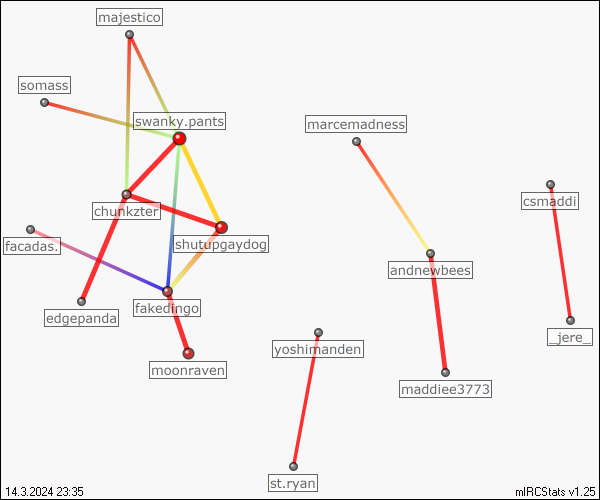 majestico
somass
swanky.pants
marcemadness
csmaddi
chunkzter
facadas.
shutupgaydog
andnewbees
edgepanda
fakedingo
_jere_
yoshimanden
moonraven
maddiee3773
st.ryan
14.3.2024 23:35
mIRCStats v1.25